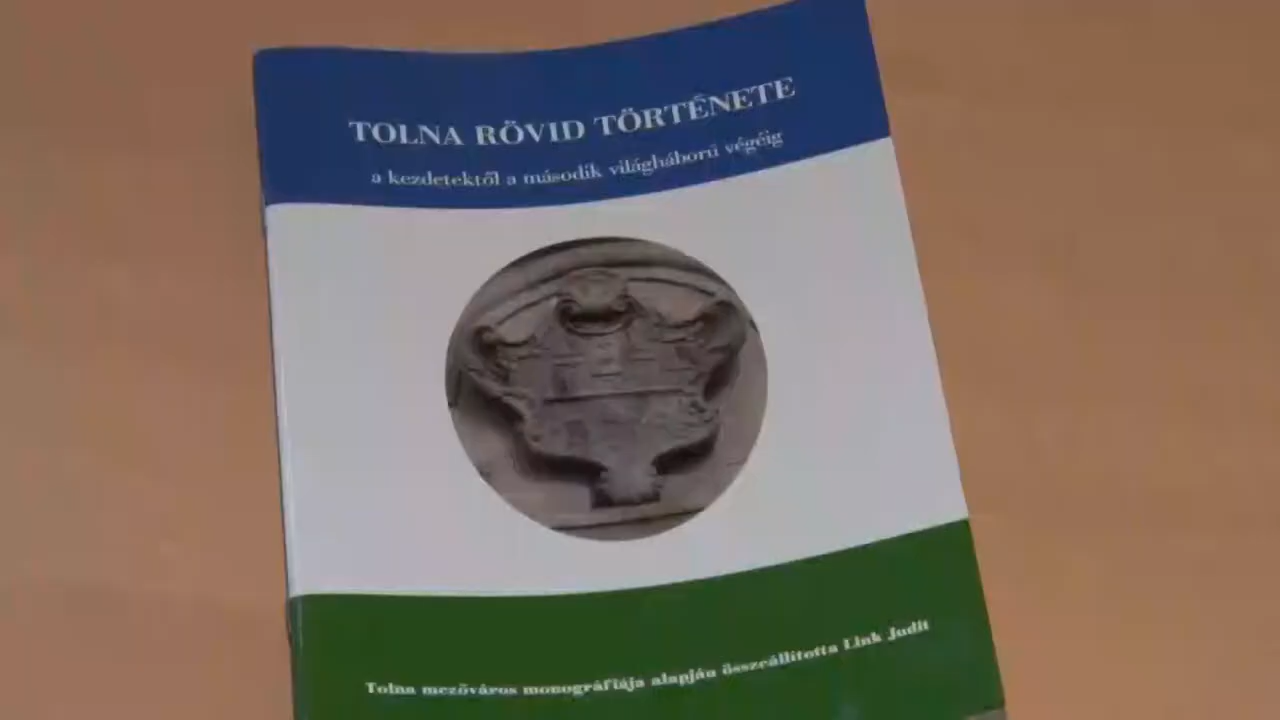 TOLNA RÖVID TÖRTÉNETE
a kezdetektől a második világháború végéig
Tolna mezőváros monográfiája alapján összeállította Link Judit